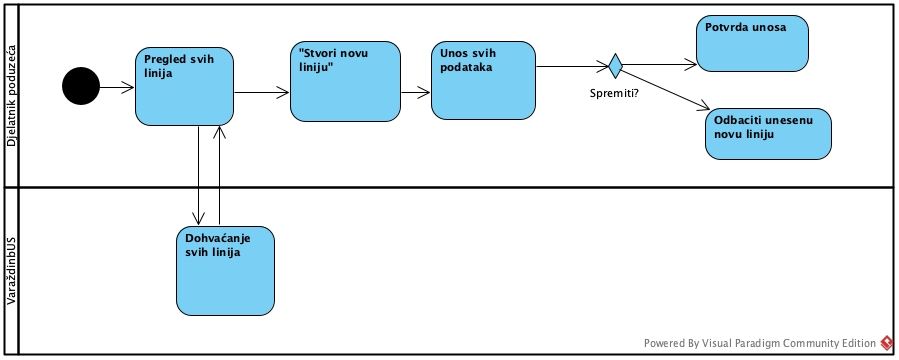 Djelatnik poduzeća
Pregled svih
linija
"Stvori novu
liniju"
Unos svih
podataka
Spremiti?
Potvrda unosa
Odbaciti unesenu
novu liniju
VaraždinbUS
Dohvaćanje
svih linija
Powered By Visual Paradigm Community Edition